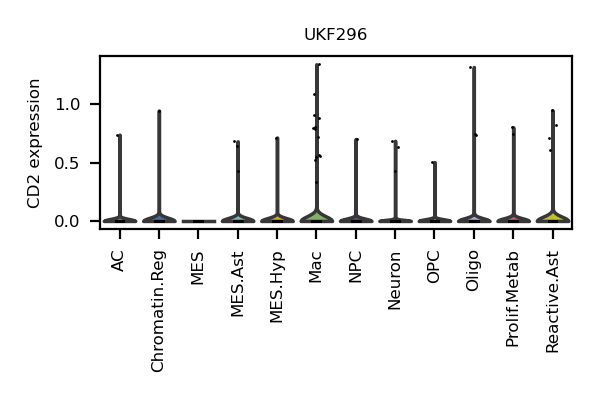 UKF296
CD2 expression
1.0
0.5
0.0
AC
Chromatin.Reg
MES
MES.Ast
MES.Hyp
Mac
NPC
Neuron
OPC
Oligo
Prolif.Metab
Reactive.Ast